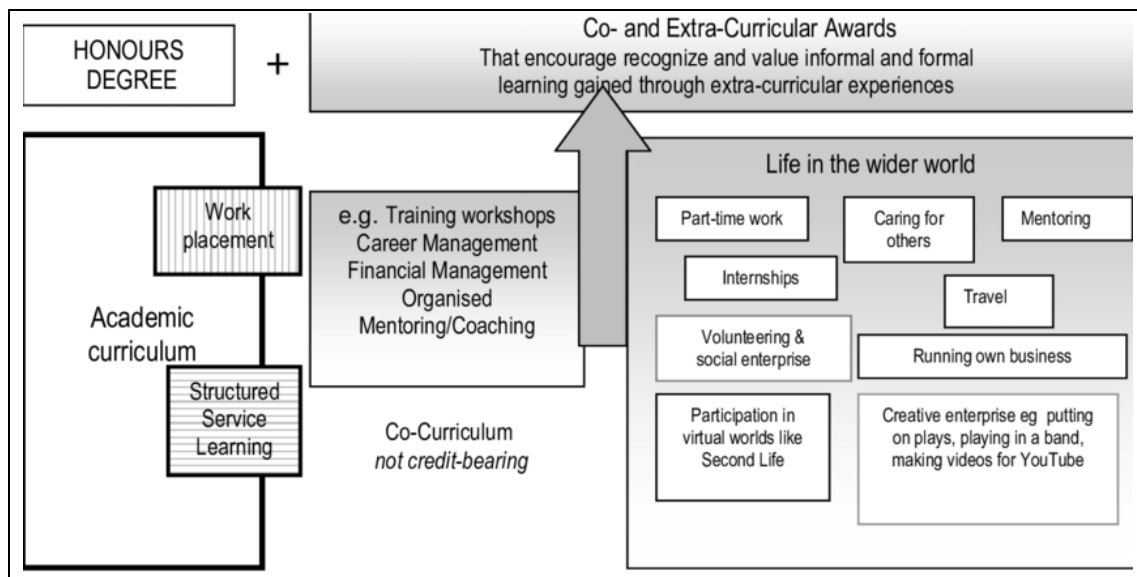 HONOURS
DEGREE
+
Co- and Extra-Curricular Awards
That encourage recognize and value informal and formal
learning gained through extra-curricular experiences
Academic
curriculum
Work
placement
Structured
Service
Learning
e.g. Training workshops
Career Management
Financial Management
Organised
Mentoring/Coaching
Co-Curriculum
not credit-bearing
Life in the wider world
Part-time work
Caring for
others
Mentoring
Internships
Travel
Volunteering &
social enterprise
Running own business
Participation in
virtual worlds like
Second Life
Creative enterprise eg putting
on plays, playing in a band,
making videos for YouTube